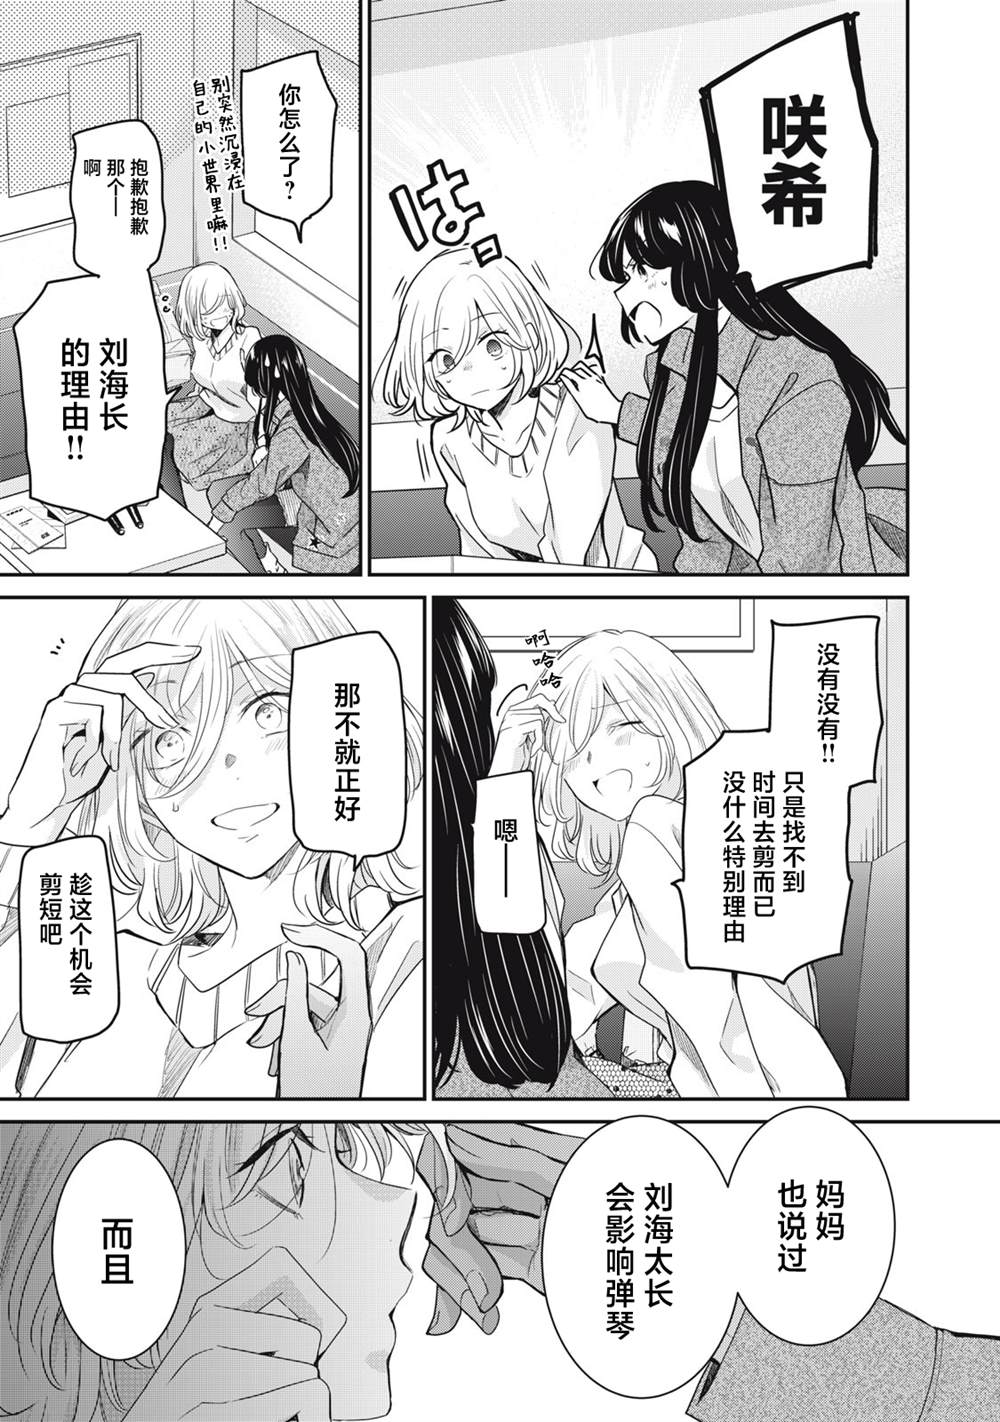 咲希
はっ
你怎么了?
别突然沉浸在
自己的小世界里嘛!!
抱歉抱歉
那个—
啊
刘海长
的理由!!
没有没有!!
只是找不到
时间去剪而已
没什么特别理由
啊哈哈
嗯——
那不就正好
趁这个机会
剪短吧
妈妈
也说过
刘海太长
会影响弹琴
而且